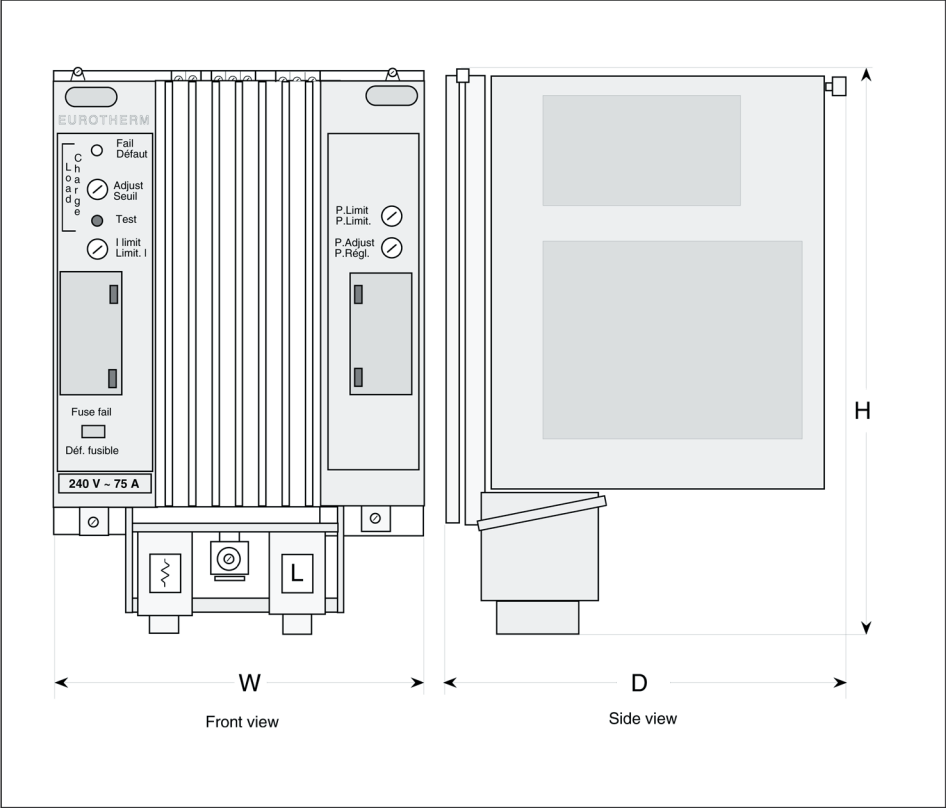 EUROTHERM
Load
Charge
Fail
Défaut
Adjust
Seuil
Test
I limit
Limit. I
Fuse fail
Déf. fusible
240 V ~ 75 A
P.Limit
P.Limit.
P.Adjust
P.Régl.
L
H
W
D
Front view
Side view